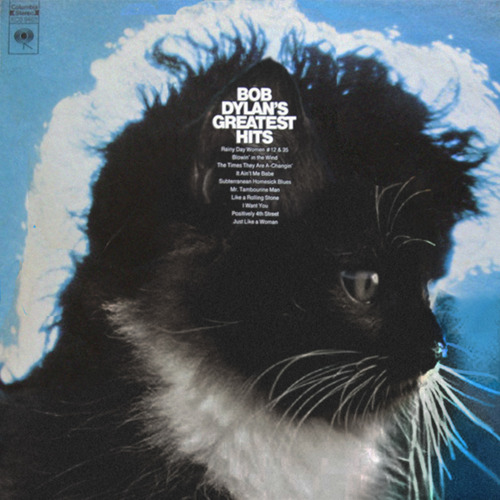 Columbia
Stereo
BOB
DYLAN'S
GREATEST
HITS
Rainy Day Women #12 & 35
Blowin' in the Wind
The Times They Are A-Changin'
It Ain't Me Babe
Subterranean Homesick Blues
Mr. Tambourine Man
Like a Rolling Stone
I Want You
Positively 4th Street
Just Like a Woman